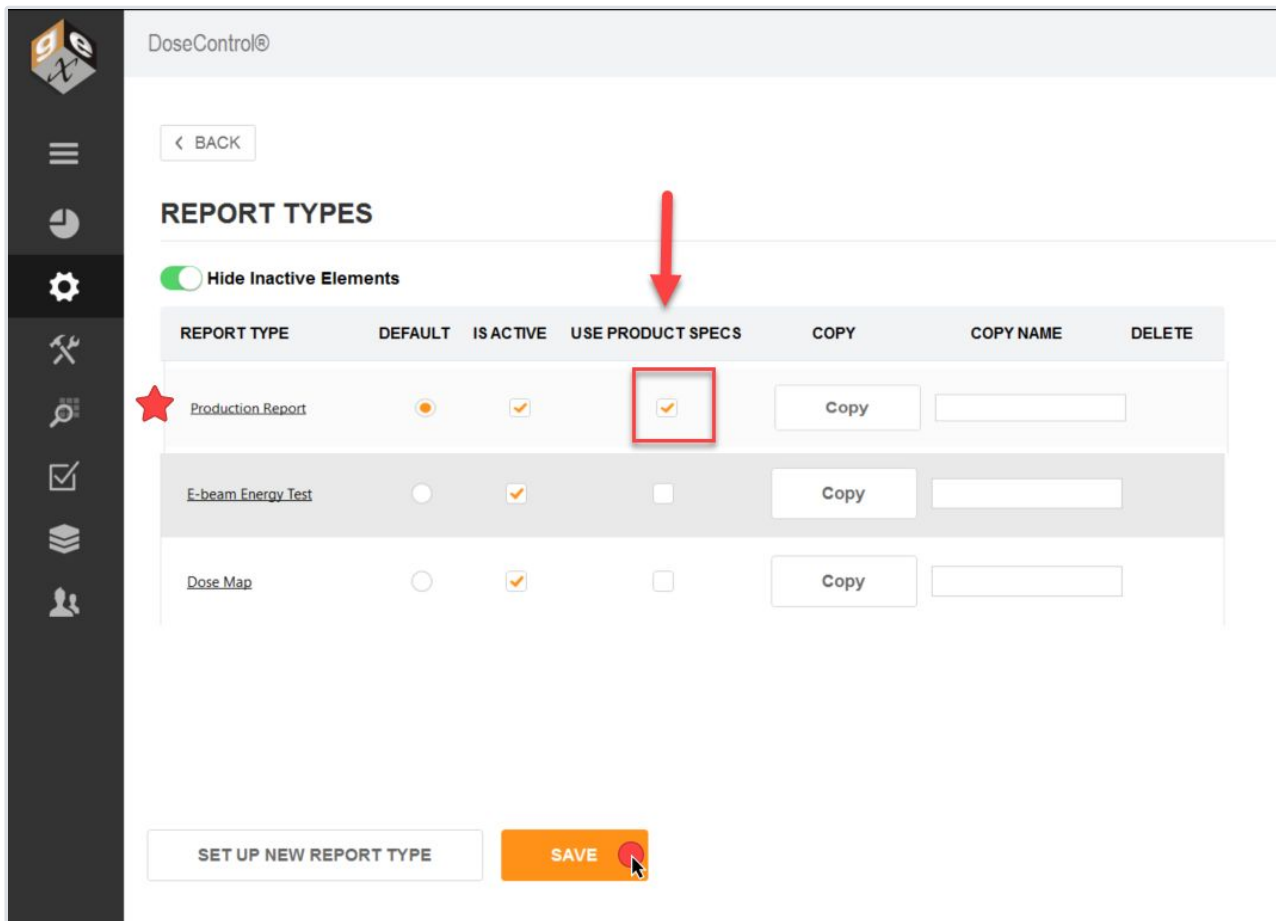 gex
DoseControl®
< BACK
REPORT TYPES
Hide Inactive Elements
REPORT TYPE DEFAULT IS ACTIVE USE PRODUCT SPECS COPY COPY NAME DELETE
Production Report Copy
E-beam Energy Test Copy
Dose Map Copy
SET UP NEW REPORT TYPE SAVE